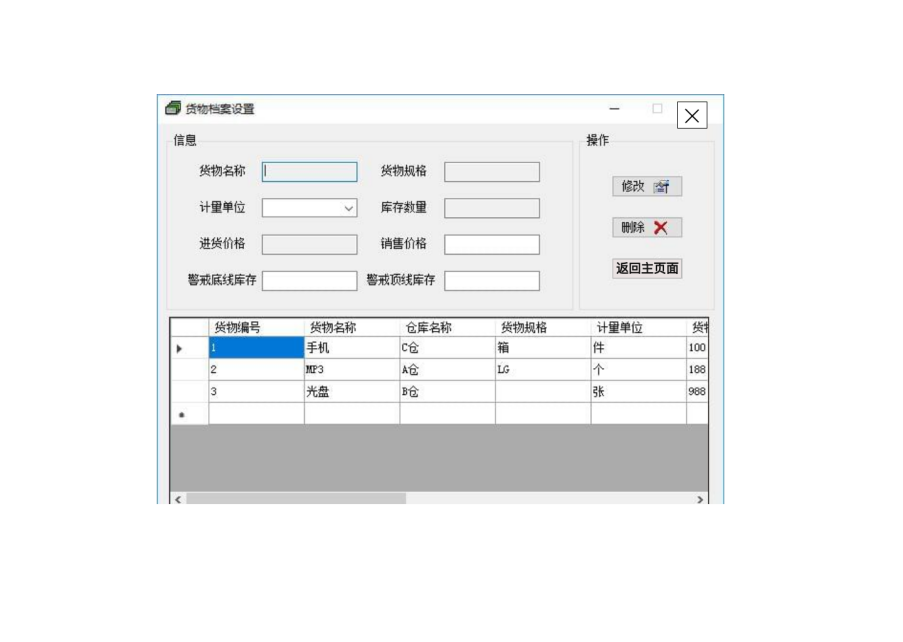 货物档案设置
信息
操作
货物名称 货物规格
修改
计量单位 库存数量
删除
进货价格 销售价格
返回主页面
警戒底线库存 警戒顶线库存
货物编号 货物名称 仓库名称 货物规格 计量单位
1 手机 C仓 箱 件 100
2 MP3 A仓 LG 个 188
3 光盘 B仓 张 988